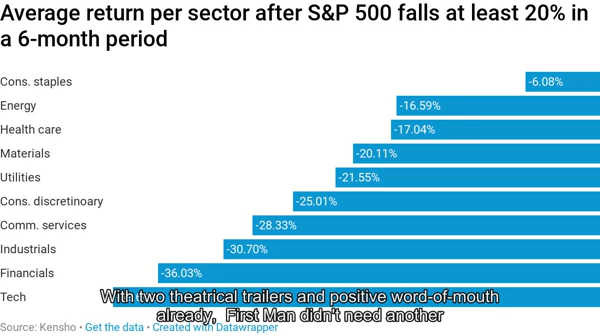 Average return per sector after S&P 500 falls at least 20% in
a 6-month period
Cons. staples -6.08%
Energy -16.59%
Health care -17.04%
Materials -20.11%
Utilities -21.55%
Cons. discretinoary -25.01%
Comm. services -28.33%
Industrials -30.70%
Financials -36.03%
Tech
With two theatrical trailers and positive word-of-mouth
already, First Man didn't need another
Source: Kensho • Get the data • Created with Datawrapper